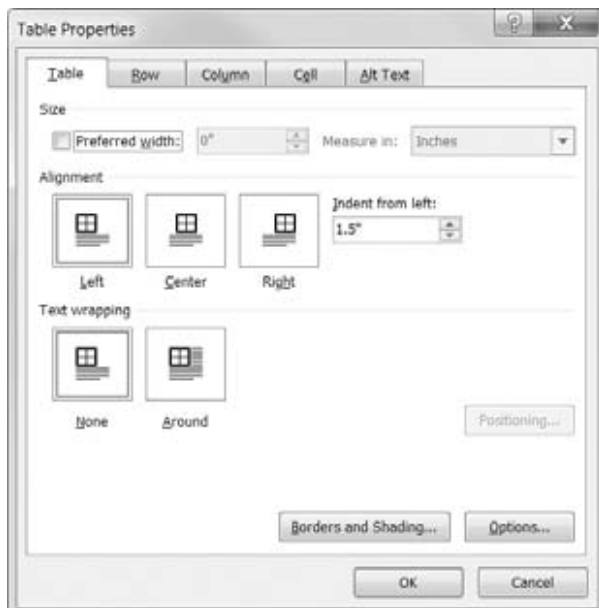 Table Properties
Table Row Column Cell Alt Text
Size
Preferred width: 0" Measure in: Inches
Alignment
Indent from left:
1.5"
Left Center Right
Text wrapping
None Around
Positioning...
Borders and Shading... Options...
OK Cancel